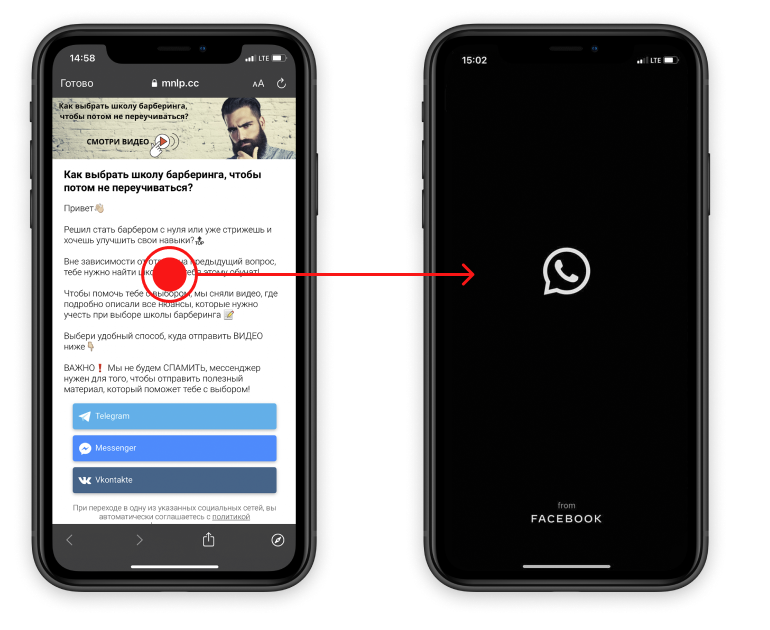 14:58
LTE
Готово
mnlp.cc
AA
Как выбрать школу барберинга,
чтобы потом не переучиваться?
СМОТРИ ВИДЕО
Как выбрать школу барберинга, чтобы
потом не переучиваться?
Привет
Решил стать барбером с нуля или уже стрижешь и
хочешь улучшить свои навыки?
TOP
Вне зависимости от на предыдущий вопрос,
тебе нужно найти тебя этому обучат!
Чтобы помочь тебе с выбором, мы сняли видео, где
подробно описали все нюансы, которые нужно
учесть при выборе школы барберинга
Выбери удобный способ, куда отправить ВИДЕО
ниже
ВАЖНО❗ Мы не будем СПАМИТЬ, мессенджер
нужен для того, чтобы отправить полезный
материал, который поможет тебе с выбором!
Telegram
Messenger
Vkontakte
При переходе в одну из указанных социальных сетей, вы
автоматически соглашаетесь с политикой
15:02
LTE
from
FACEBOOK